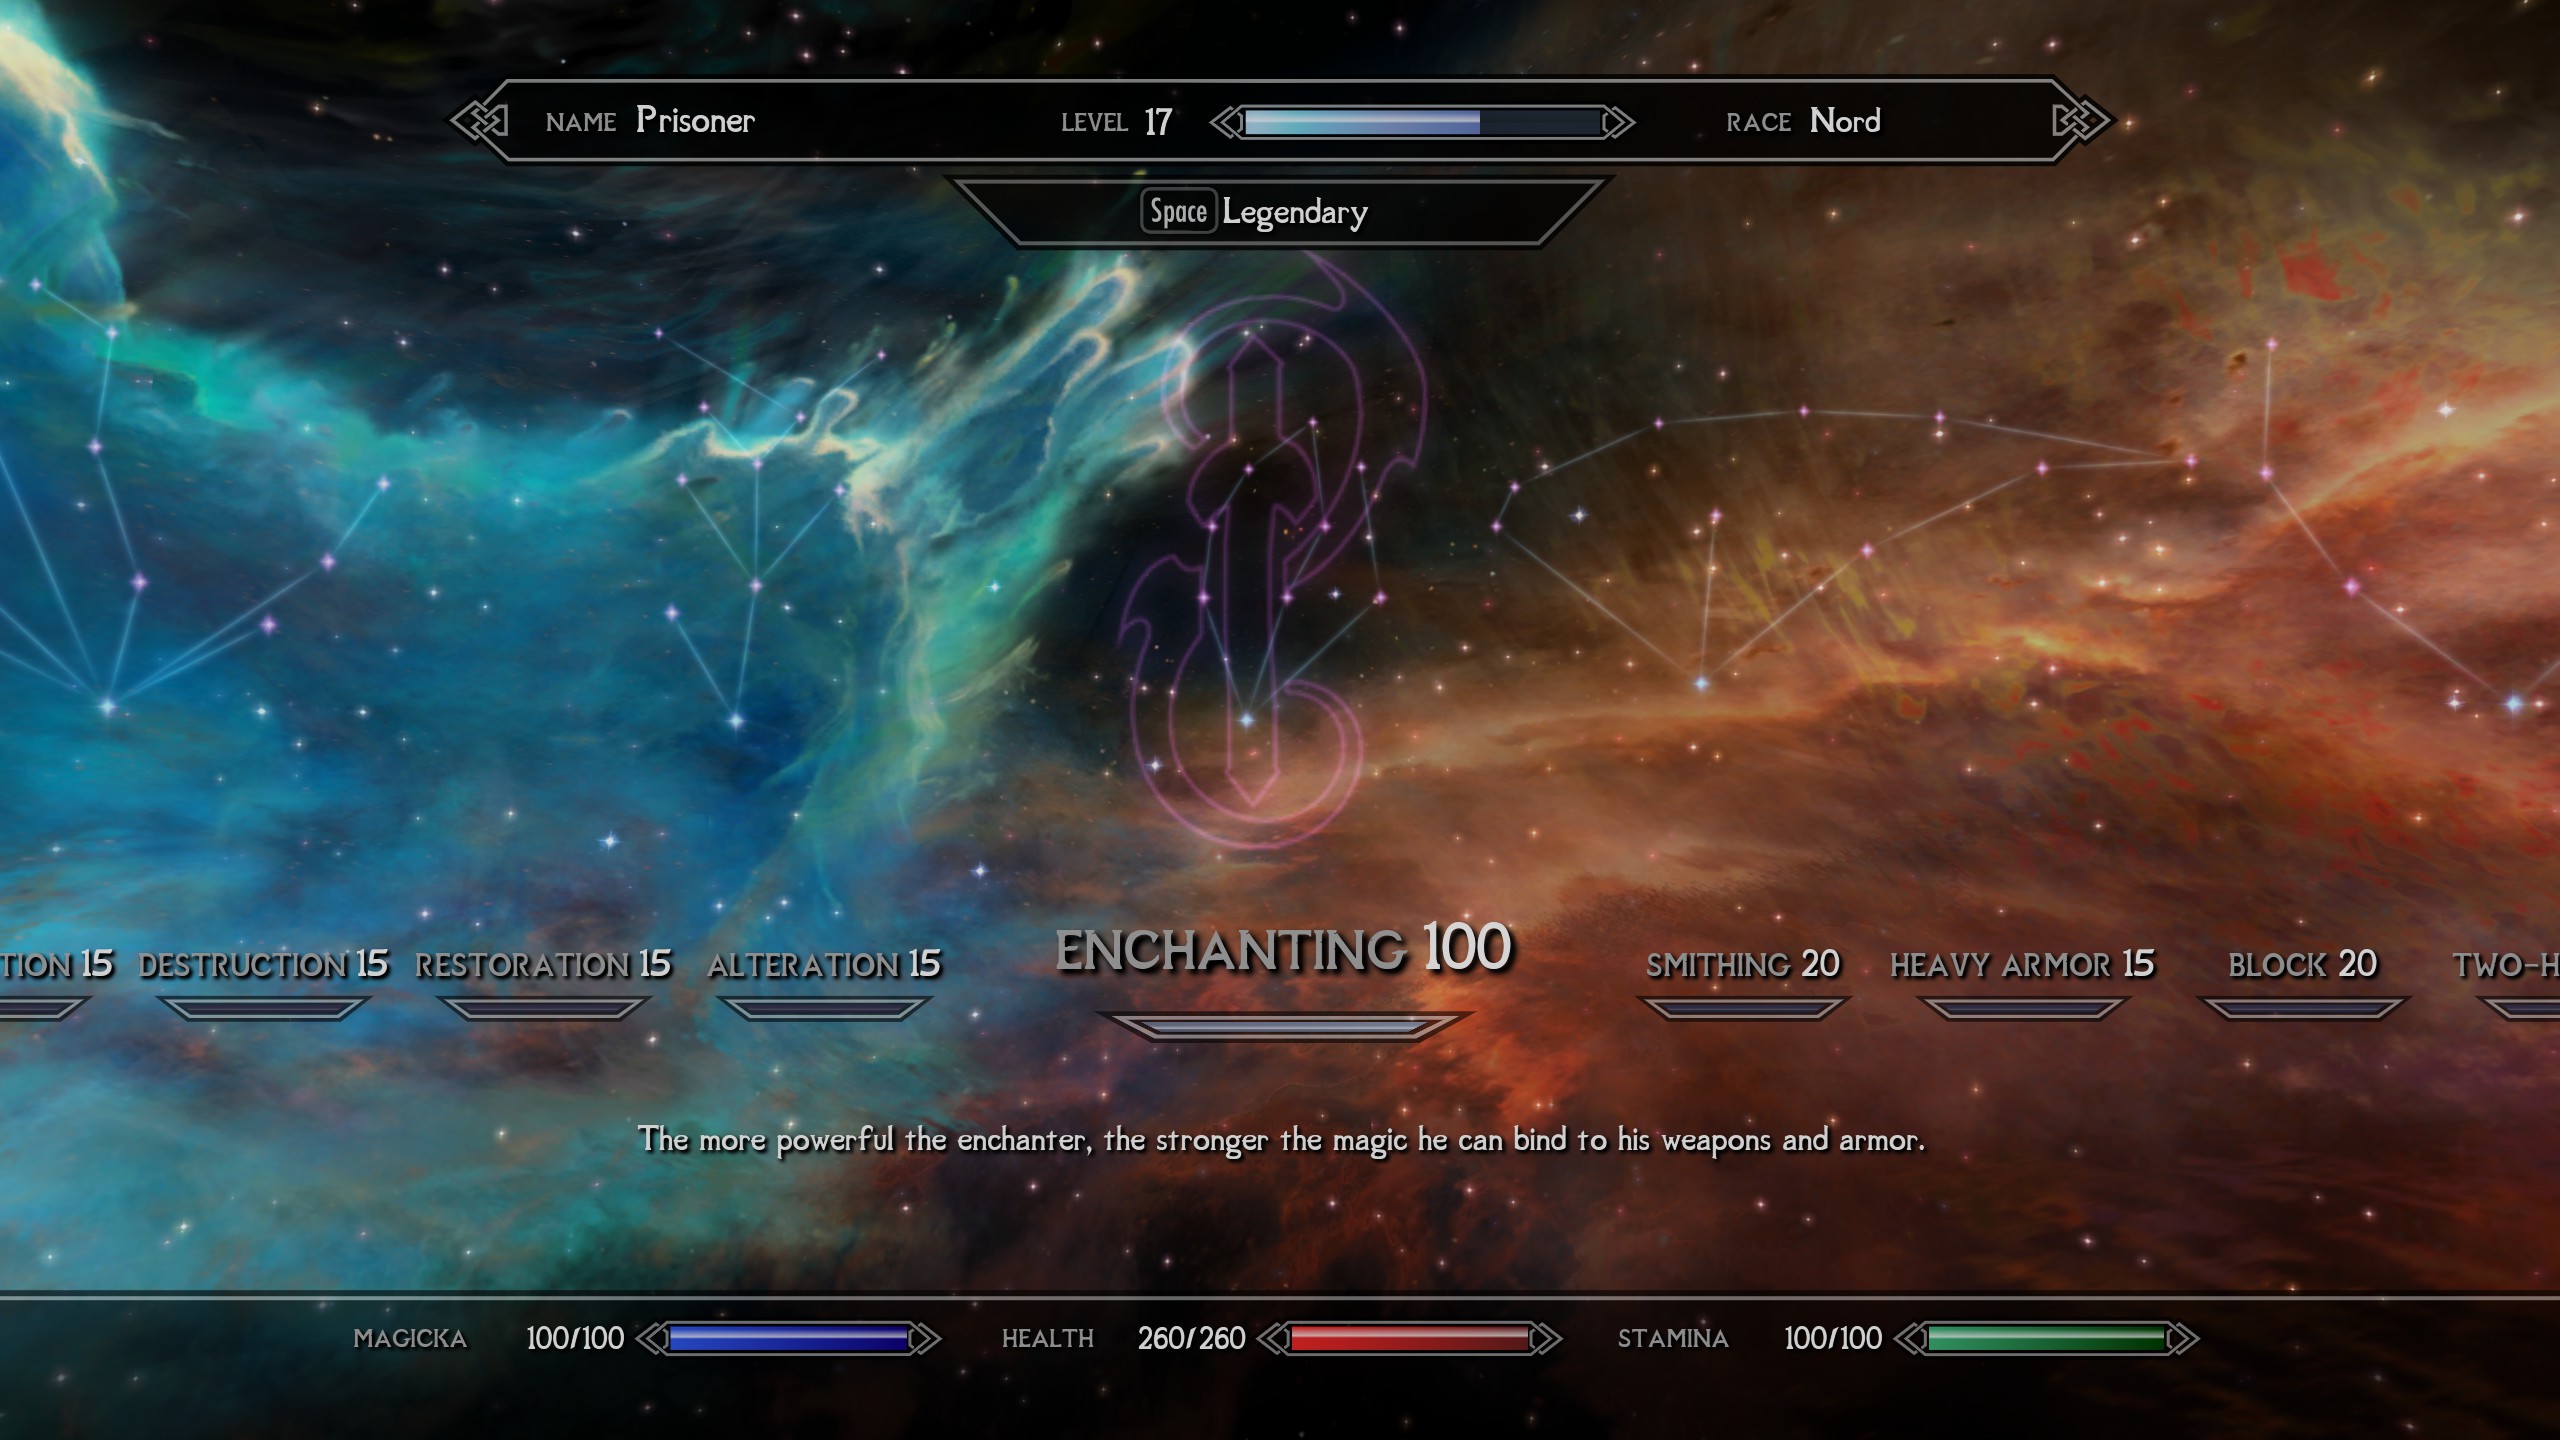 NAME Prisoner LEVEL 17 RACE Nord
Space Legendary
TION 15 DESTRUCTION 15 RESTORATION 15 ALTERATION 15 ENCHANTING 100 SMITHING 20 HEAVY ARMOR 15 BLOCK 20 TWO-H
The more powerful the enchanter, the stronger the magic he can bind to his weapons and armor.
MAGICKA 100/100 HEALTH 260/260 STAMINA 100/100